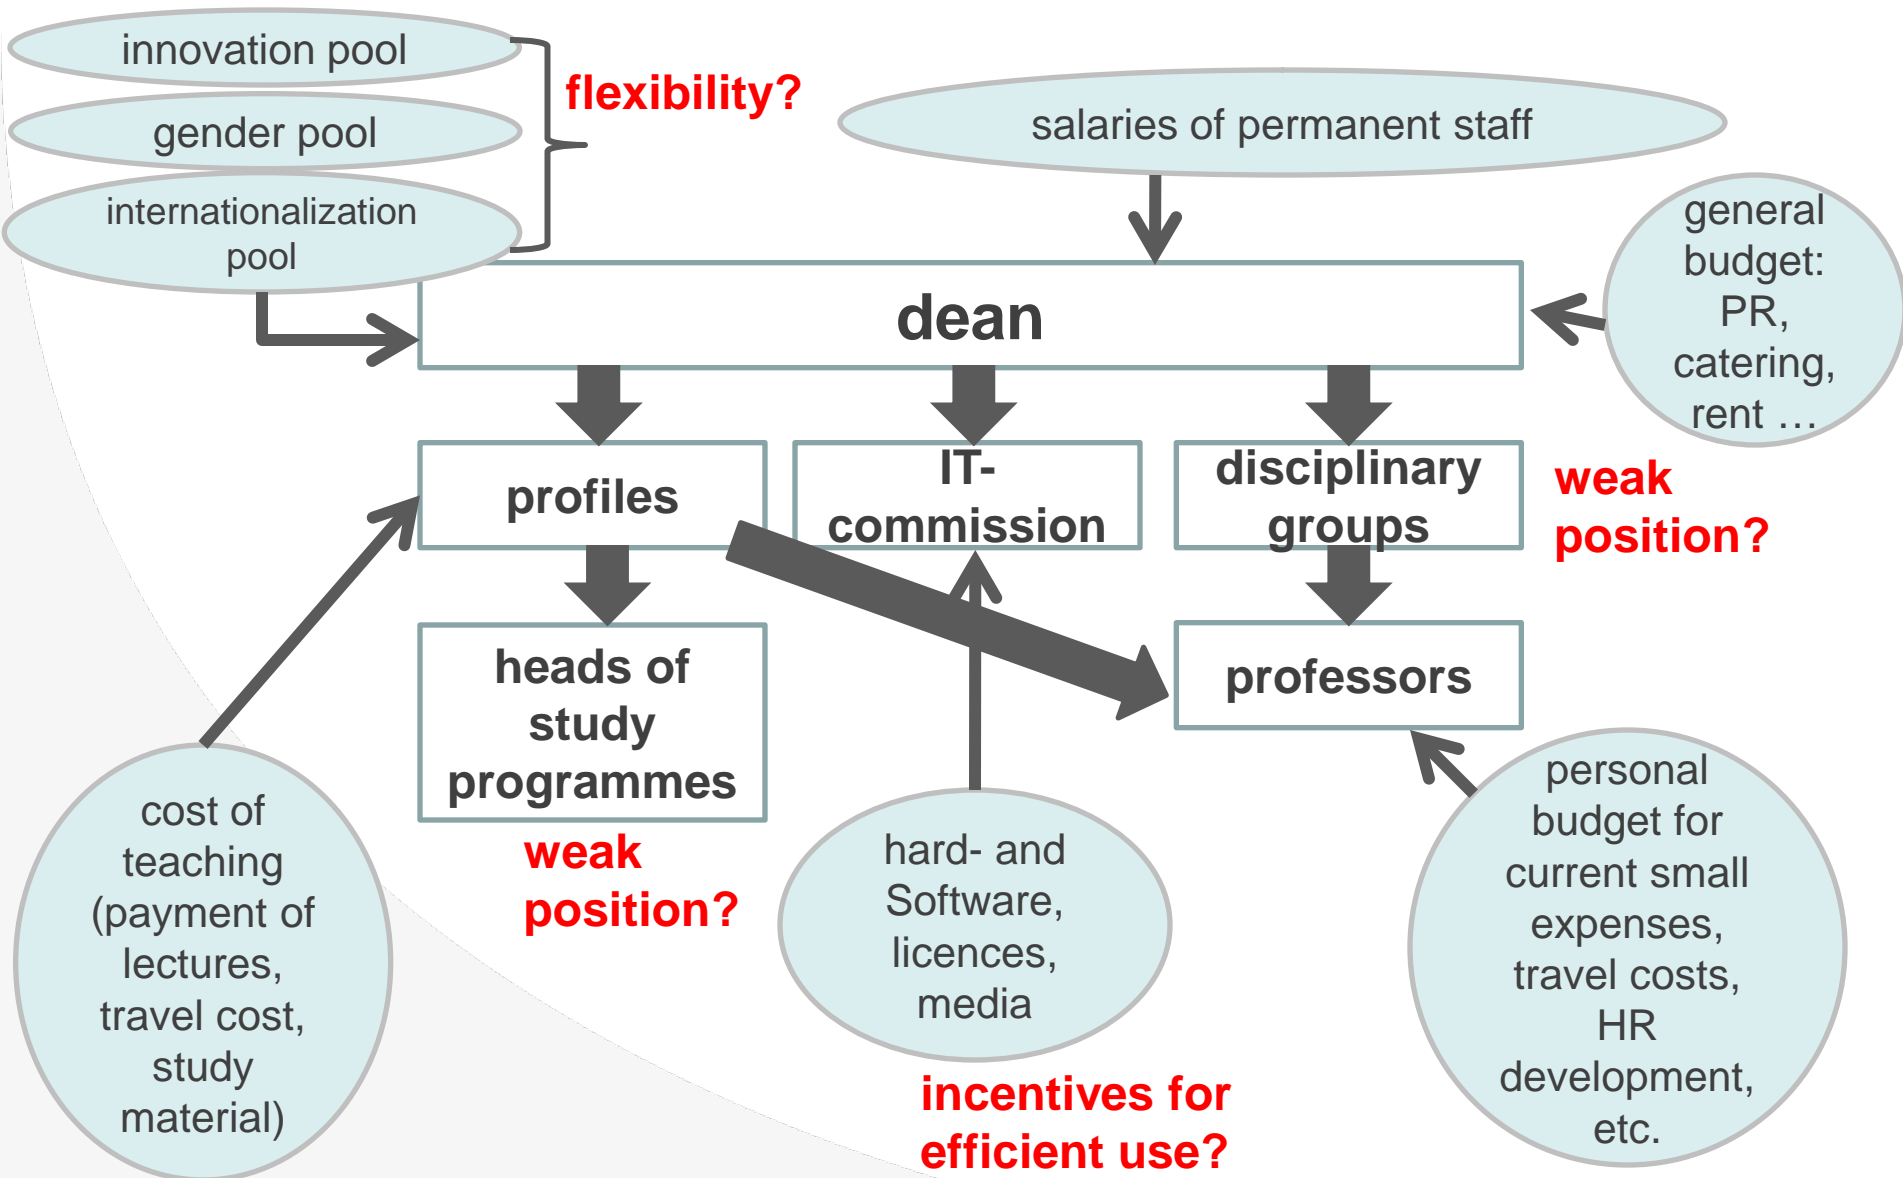 innovation pool
gender pool
internationalization
pool
flexibility?
salaries of permanent staff
general
budget:
PR,
catering,
rent …
dean
profiles
IT-
commission
disciplinary
groups
weak
position?
heads of
study
programmes
professors
weak
position?
cost of
teaching
(payment of
lectures,
travel cost,
study
material)
hard- and
Software,
licences,
media
personal
budget for
current small
expenses,
travel costs,
HR
development,
etc.
incentives for
efficient use?